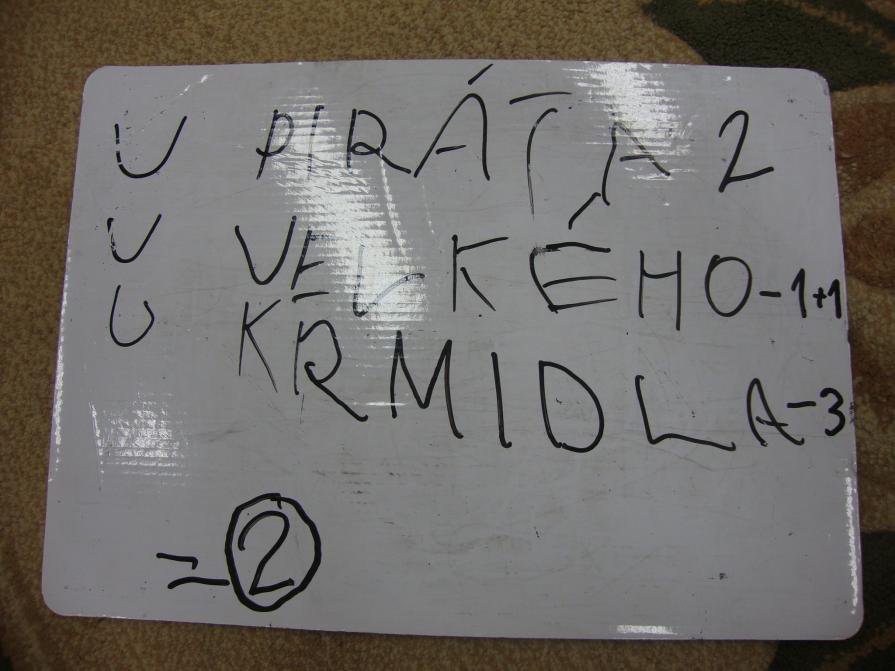 U PIRÁTA 2
U VELKÉHO-1+1
U KRMIDLA-3
=2